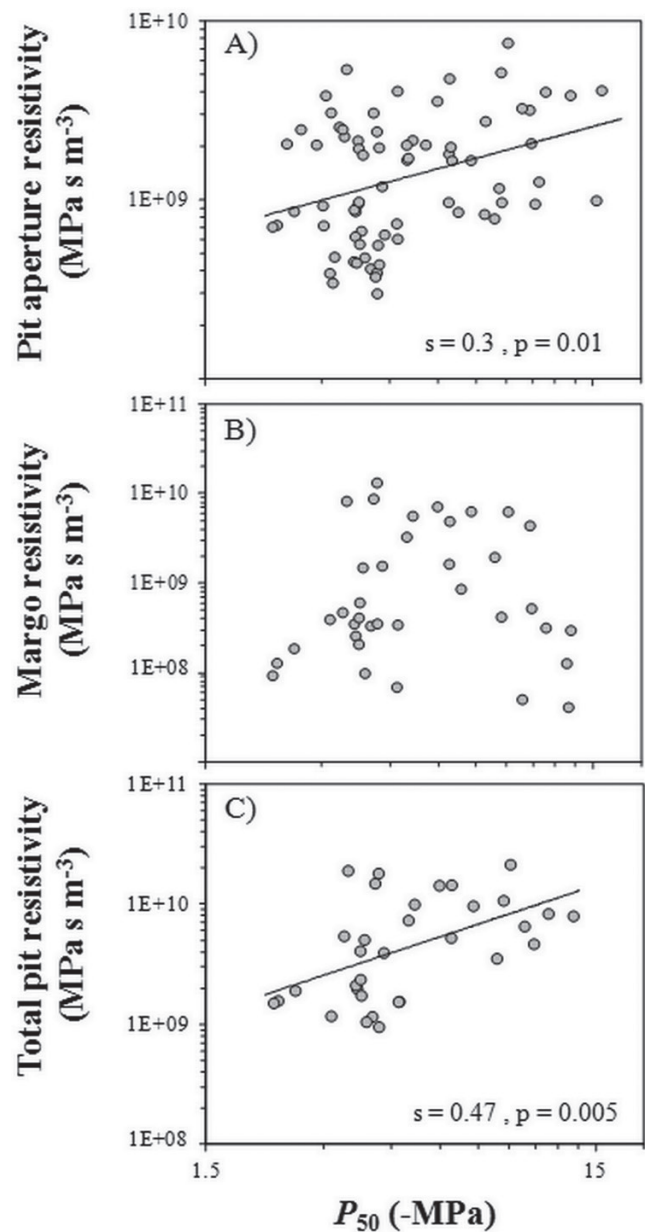 A)
1E+10
1E+09
Pit aperture resistivity
(MPa s m-3)
s = 0.3 , p = 0.01
B)
1E+11
1E+10
1E+09
1E+08
Margo resistivity
(MPa s m-3)
C)
1E+11
1E+10
1E+09
1E+08
Total pit resistivity
(MPa s m-3)
s = 0.47 , p = 0.005
1.5
15
P50 (-MPa)